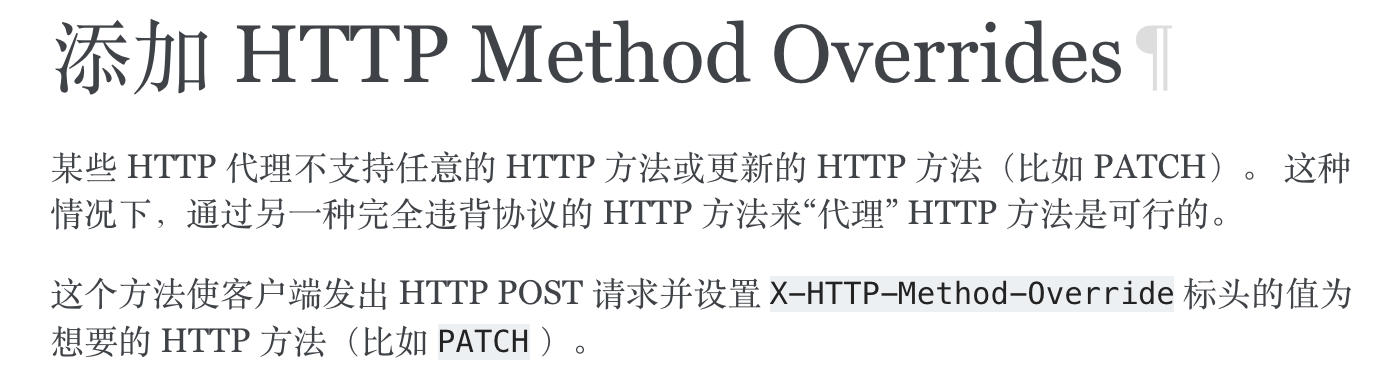 添加 HTTP Method Overrides¶
某些 HTTP 代理不支持任意的 HTTP 方法或更新的 HTTP 方法（比如 PATCH）。 这种
情况下，通过另一种完全违背协议的 HTTP 方法来“代理” HTTP 方法是可行的。
这个方法使客户端发出 HTTP POST 请求并设置 X-HTTP-Method-Override 标头的值为
想要的 HTTP 方法（比如 PATCH ）。